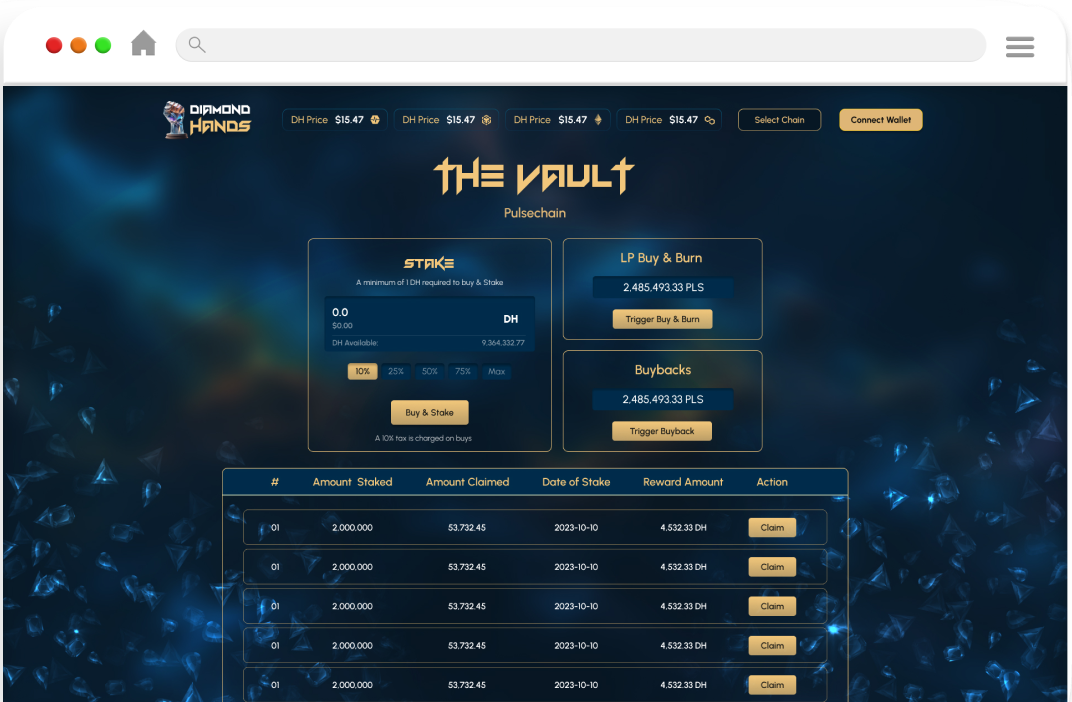 DIAMOND
HANDS
DH Price $15.47
DH Price $15.47
DH Price $15.47
DH Price $15.47
Select Chain
Connect Wallet
THE VAULT
Pulsechain
STAKE
A minimum of 1 DH required to buy & Stake
0.0
$0.00
DH
DH Available:
9,364,332.77
10% 25% 50% 75% Max
Buy & Stake
A 10% tax is charged on buys
LP Buy & Burn
2,485,493.33 PLS
Trigger Buy & Burn
Buybacks
2,485,493.33 PLS
Trigger Buyback
# Amount Staked Amount Claimed Date of Stake Reward Amount Action
01 2,000,000 53,732.45 2023-10-10 4,532.33 DH Claim
01 2,000,000 53,732.45 2023-10-10 4,532.33 DH Claim
01 2,000,000 53,732.45 2023-10-10 4,532.33 DH Claim
01 2,000,000 53,732.45 2023-10-10 4,532.33 DH Claim
01 2,000,000 53,732.45 2023-10-10 4,532.33 DH Claim